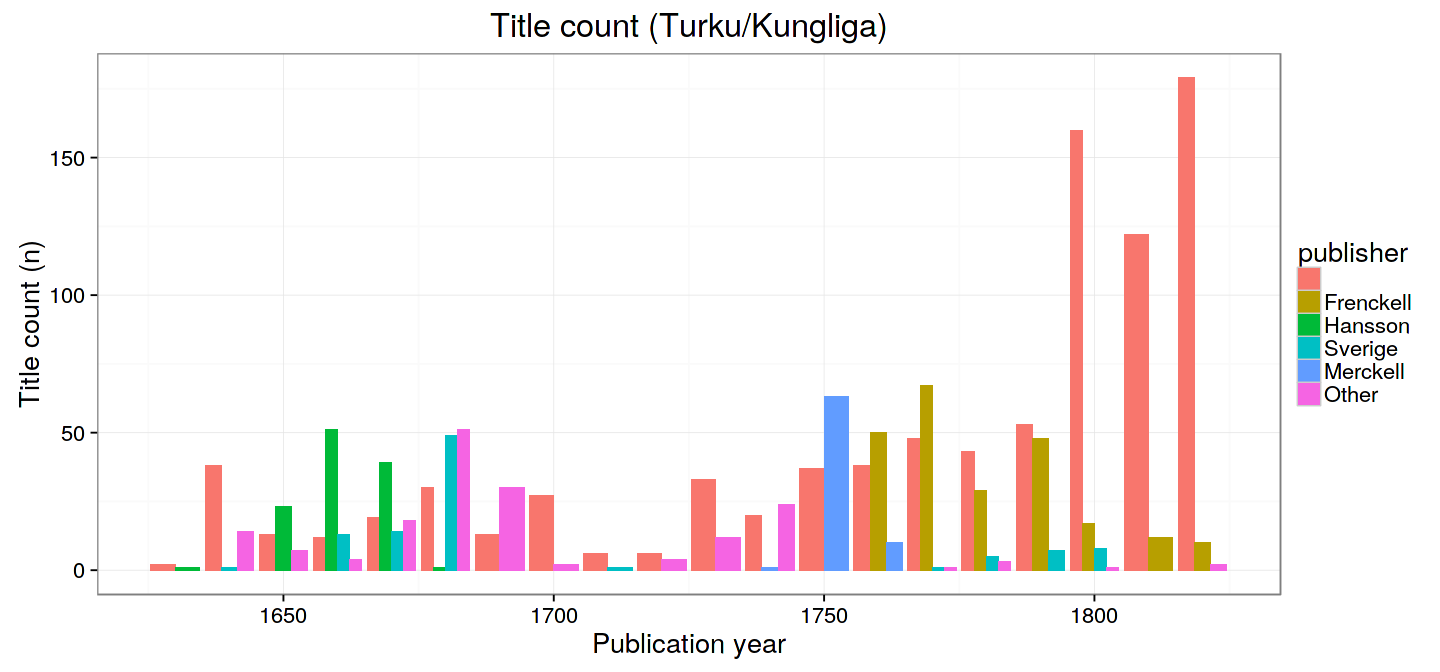 Title count (Turku/Kungliga)
Title count (n)
150
100
50
0
1650
1700
1750
1800
Publication year
publisher
Frenckell
Hansson
Sverige
Merckell
Other